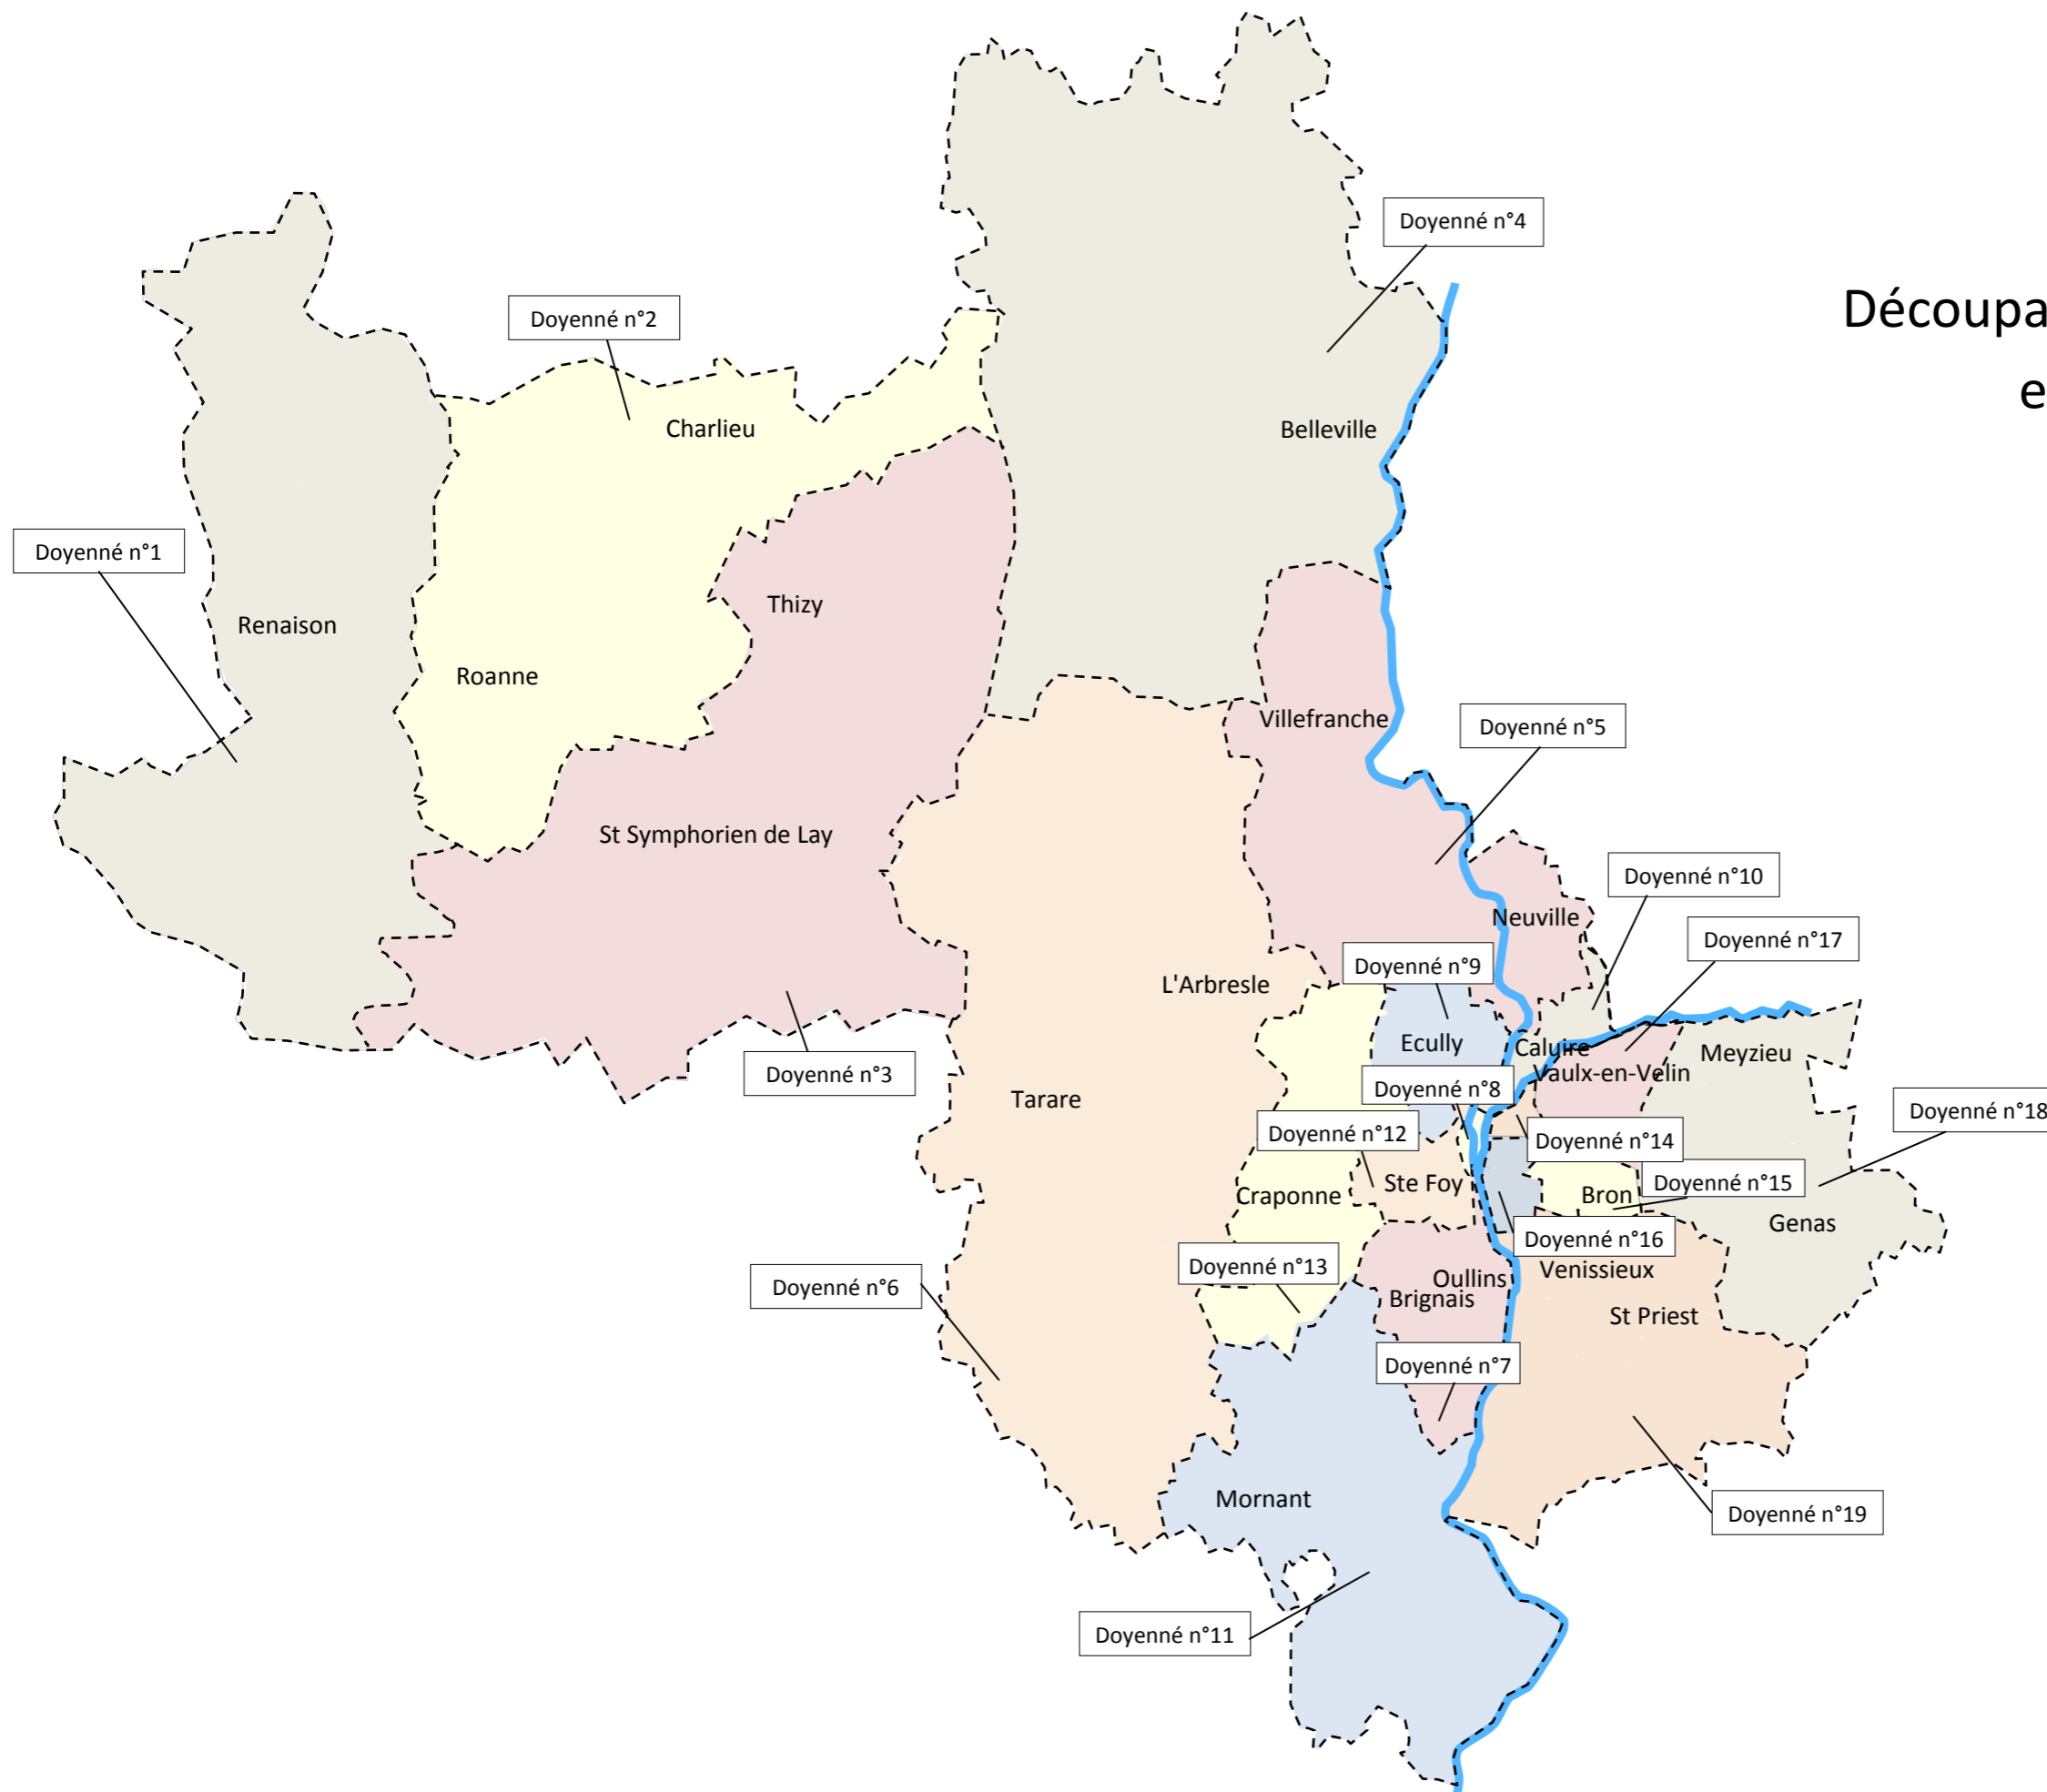 Doyenné n°4
Découpa
Doyenné n°2
e
Charlieu
Belleville
Doyenné n°1
Thizy
Renaison
Roanne
Villefranche
Doyenné n°5
St Symphorien de Lay
Doyenné n°10
Neuville
Doyenné n°17
Doyenné n°9
L'Arbresle
Ecully
Caluire
Meyzieu
Doyenné n°3
Vaulx-en-Velin
Doyenné n°8
Tarare
Doyenné n°18
Doyenné n°12
Doyenné n°14
Ste Foy
Doyenné n°15
Craponne
Bron
Genas
Doyenné n°16
Doyenné n°13
Venissieux
Oullins
Doyenné n°6
Brignais
St Priest
Doyenné n°7
Mornant
Doyenné n°19
Doyenné n°11